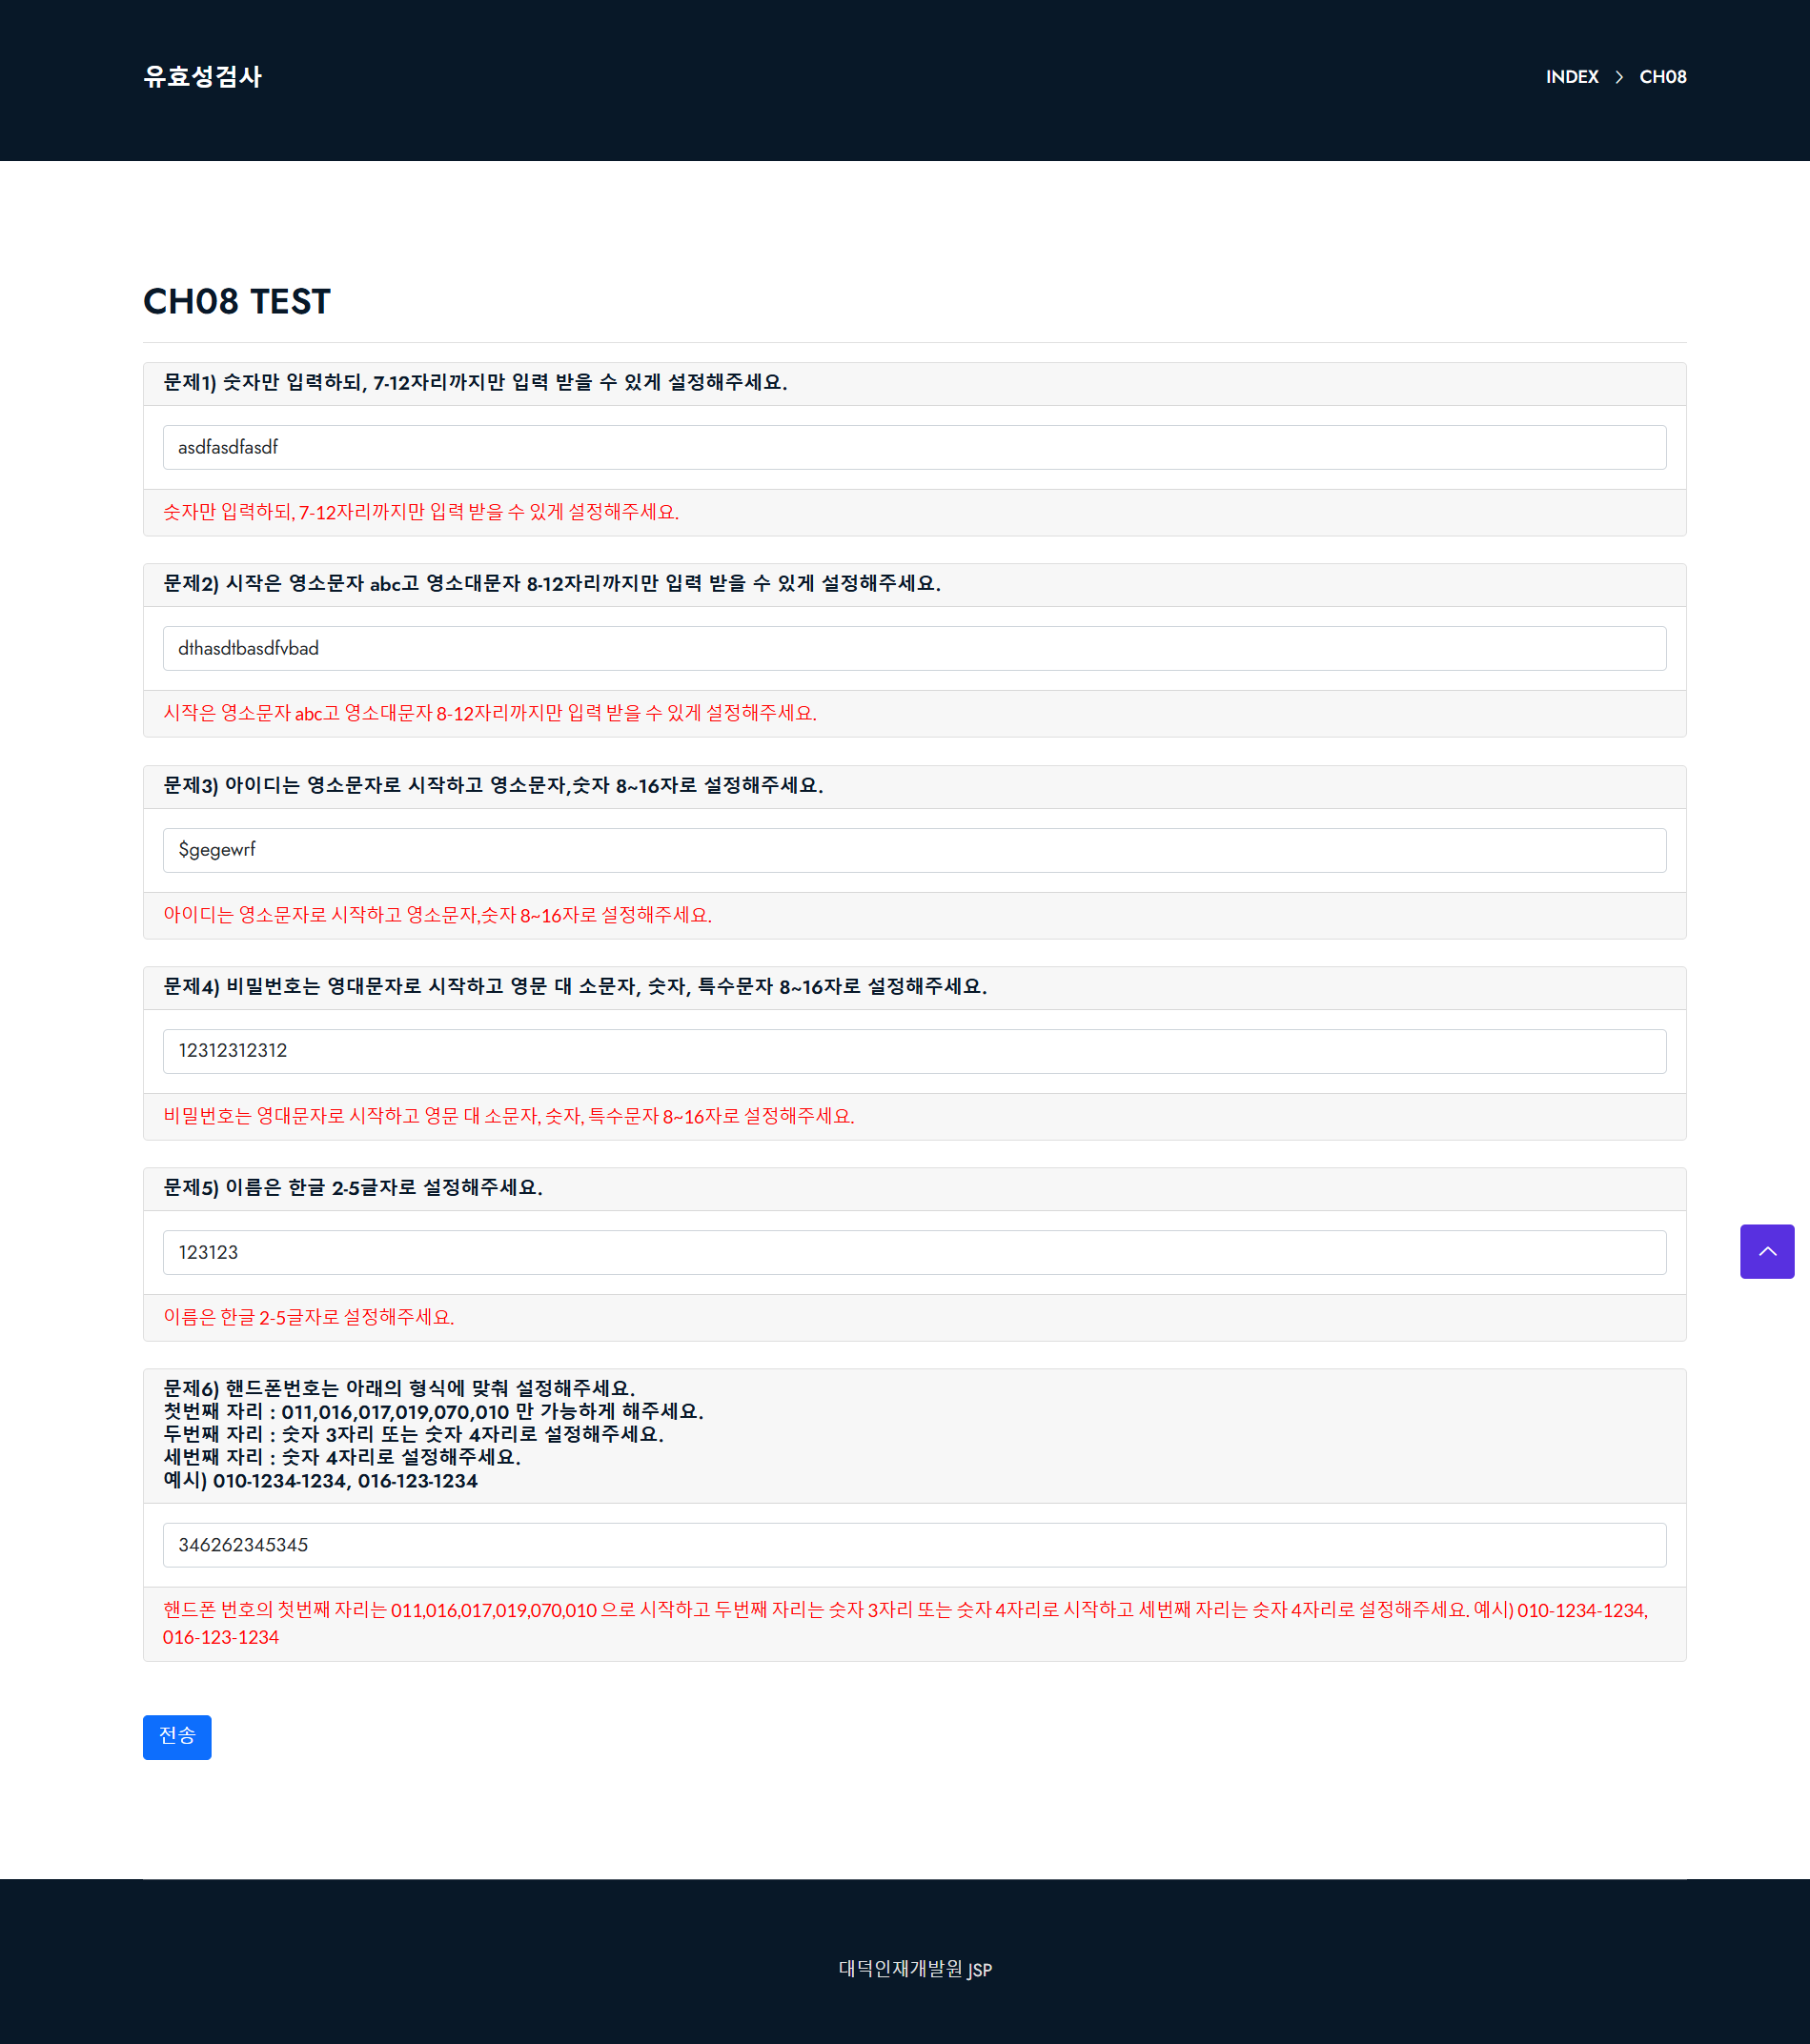 유효성검사
INDEX > CH08
CH08 TEST
문제1) 숫자만 입력하되, 7-12자리까지만 입력 받을 수 있게 설정해주세요.
asdfasdfasdf
숫자만 입력하되, 7-12자리까지만 입력 받을 수 있게 설정해주세요.
문제2) 시작은 영소문자 abc고 영소대문자 8-12자리까지만 입력 받을 수 있게 설정해주세요.
dthasdtbasdfvbad
시작은 영소문자 abc고 영소대문자 8-12자리까지만 입력 받을 수 있게 설정해주세요.
문제3) 아이디는 영소문자로 시작하고 영소문자,숫자 8~16자로 설정해주세요.
$gegewrf
아이디는 영소문자로 시작하고 영소문자,숫자 8~16자로 설정해주세요.
문제4) 비밀번호는 영대문자로 시작하고 영문 대 소문자, 숫자, 특수문자 8~16자로 설정해주세요.
12312312312
비밀번호는 영대문자로 시작하고 영문 대 소문자, 숫자, 특수문자 8~16자로 설정해주세요.
문제5) 이름은 한글 2-5글자로 설정해주세요.
123123
이름은 한글 2-5글자로 설정해주세요.
문제6) 핸드폰번호는 아래의 형식에 맞춰 설정해주세요.
첫번째 자리 : 011,016,017,019,070,010 만 가능하게 해주세요.
두번째 자리 : 숫자 3자리 또는 숫자 4자리로 설정해주세요.
세번째 자리 : 숫자 4자리로 설정해주세요.
예시) 010-1234-1234, 016-123-1234
346262345345
핸드폰 번호의 첫번째 자리는 011,016,017,019,070,010 으로 시작하고 두번째 자리는 숫자 3자리 또는 숫자 4자리로 시작하고 세번째 자리는 숫자 4자리로 설정해주세요. 예시) 010-1234-1234,
016-123-1234
전송
대덕인재개발원 JSP